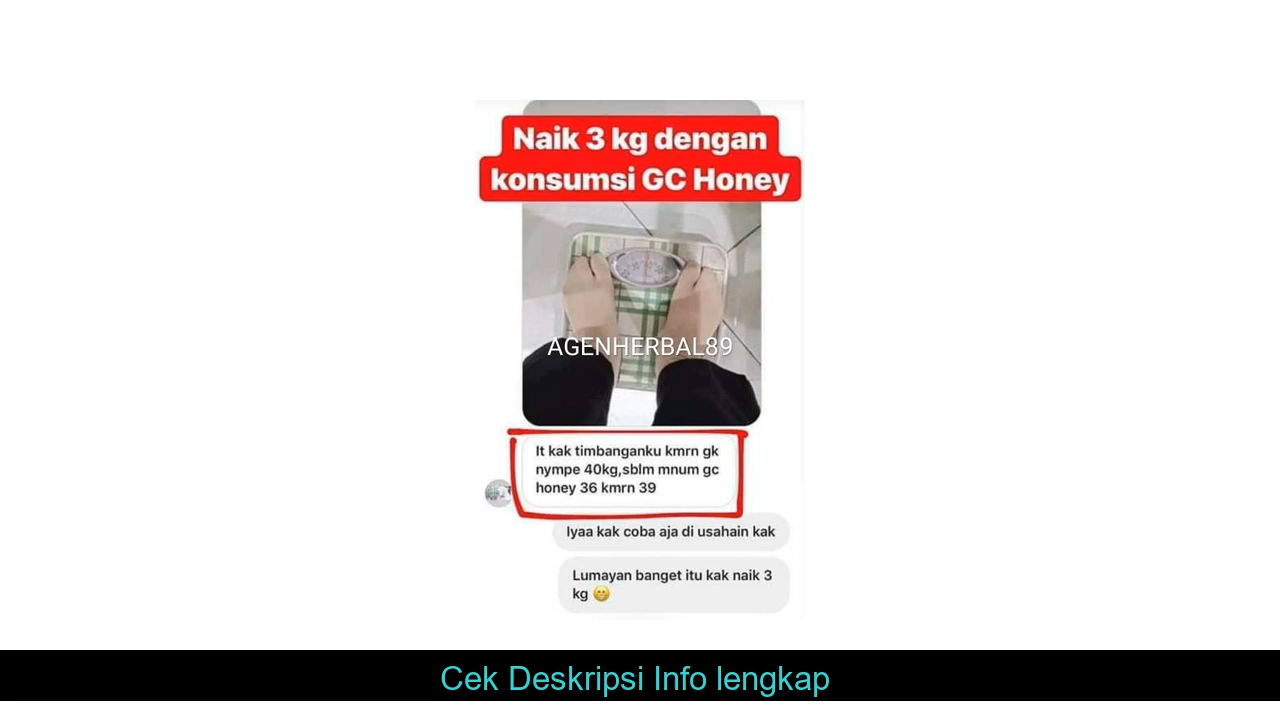 Naik 3 kg dengan
konsumsi GC Honey
AGENHERBAL89
It kak timbanganku kmrn gk
nympe 40kg,sblm mnum gc
honey 36 kmrn 39
Iyaa kak coba aja di usahain kak
Lumayan banget itu kak naik 3
kg 😁
Cek Deskripsi Info lengkap